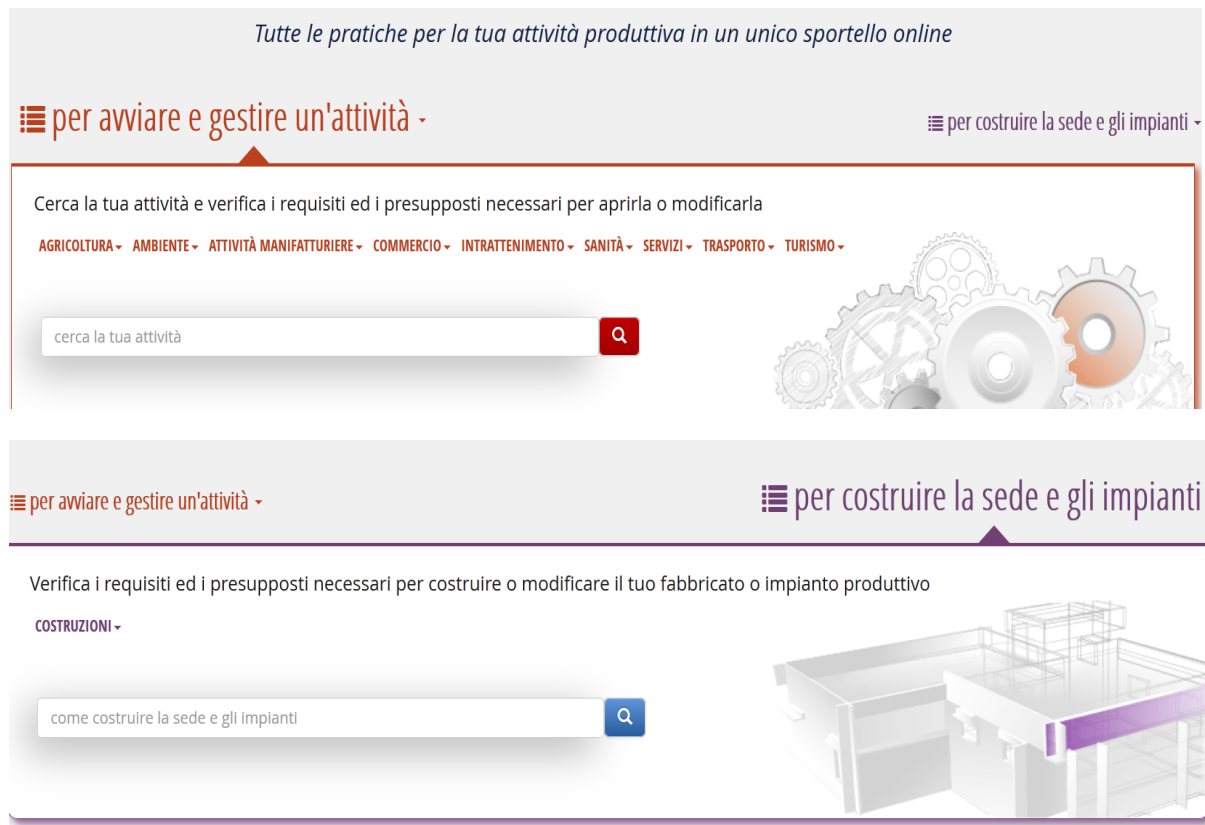 Tutte le pratiche per la tua attività produttiva in un unico sportello online
per avviare e gestire un'attività
per costruire la sede e gli impianti
Cerca la tua attività e verifica i requisiti ed i presupposti necessari per aprirla o modificarla
AGRICOLTURA AMBIENTE ATTIVITÀ MANIFATTURIERE COMMERCIO INTRATTENIMENTO SANITÀ SERVIZI TRASPORTO TURISMO
cerca la tua attività
per avviare e gestire un'attività
per costruire la sede e gli impianti
Verifica i requisiti ed i presupposti necessari per costruire o modificare il tuo fabbricato o impianto produttivo
COSTRUZIONI
come costruire la sede e gli impianti